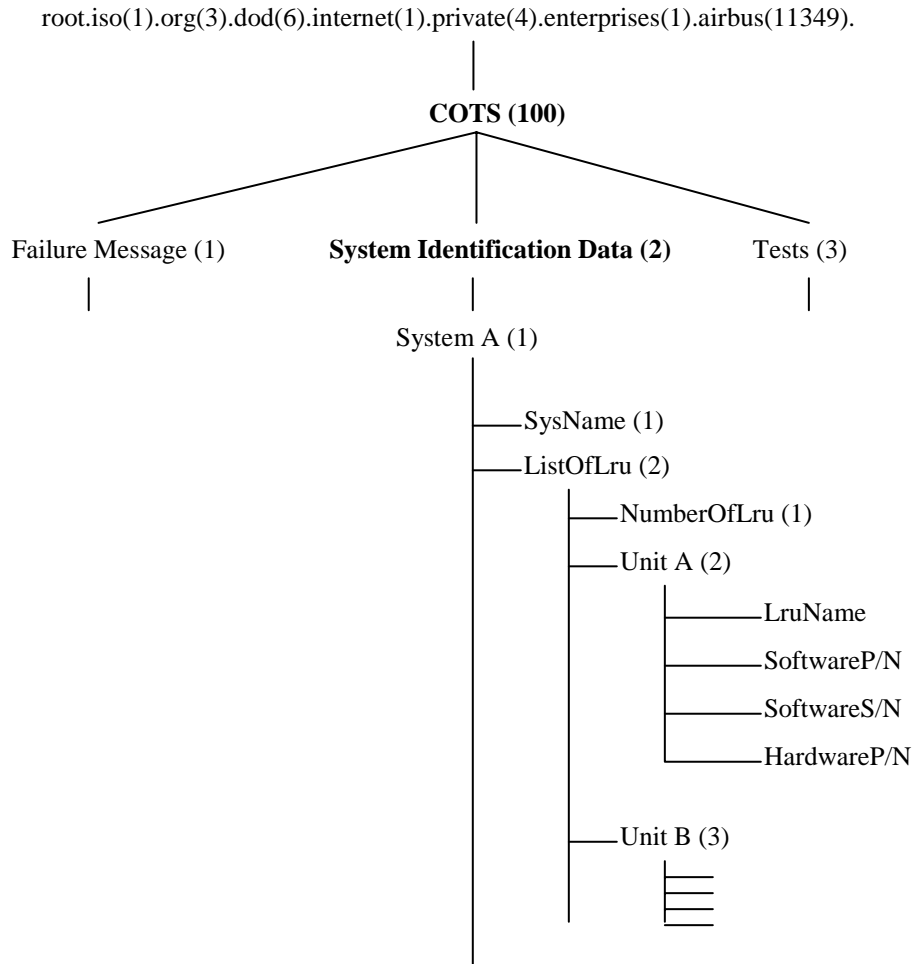 root.iso(1).org(3).dod(6).internet(1).private(4).enterprises(1).airbus(11349).
COTS (100)
Failure Message (1) System Identification Data (2) Tests (3)
System A (1)
SysName (1)
ListOfLru (2)
NumberOfLru (1)
Unit A (2)
LruName
SoftwareP/N
SoftwareS/N
HardwareP/N
Unit B (3)